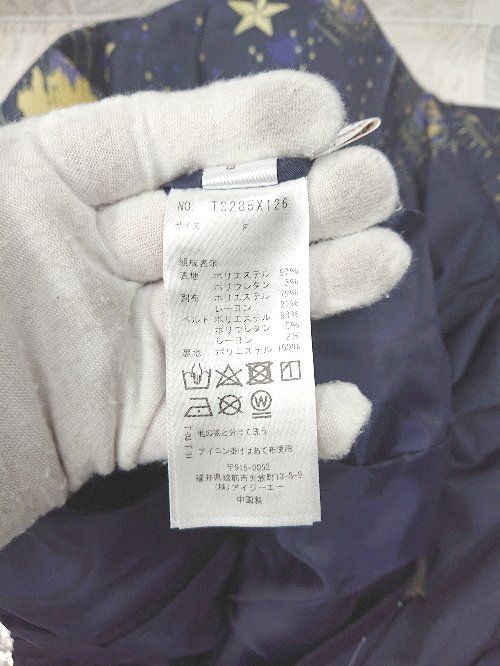 NO. TS285X126
サイズ F
組成表示
表地 ポリエステル 97%
ポリウレタン 3%
別布 ポリエステル 79%
レーヨン 21%
ベルト ポリエステル 93%
ポリウレタン 5%
レーヨン 2%
裏地 ポリエステル 100%
他の物と分けて洗う
アイロン掛けはあて布使用
〒915-0052
福井県越前市矢放町13-8-9
(株)アイジーエー
中国製